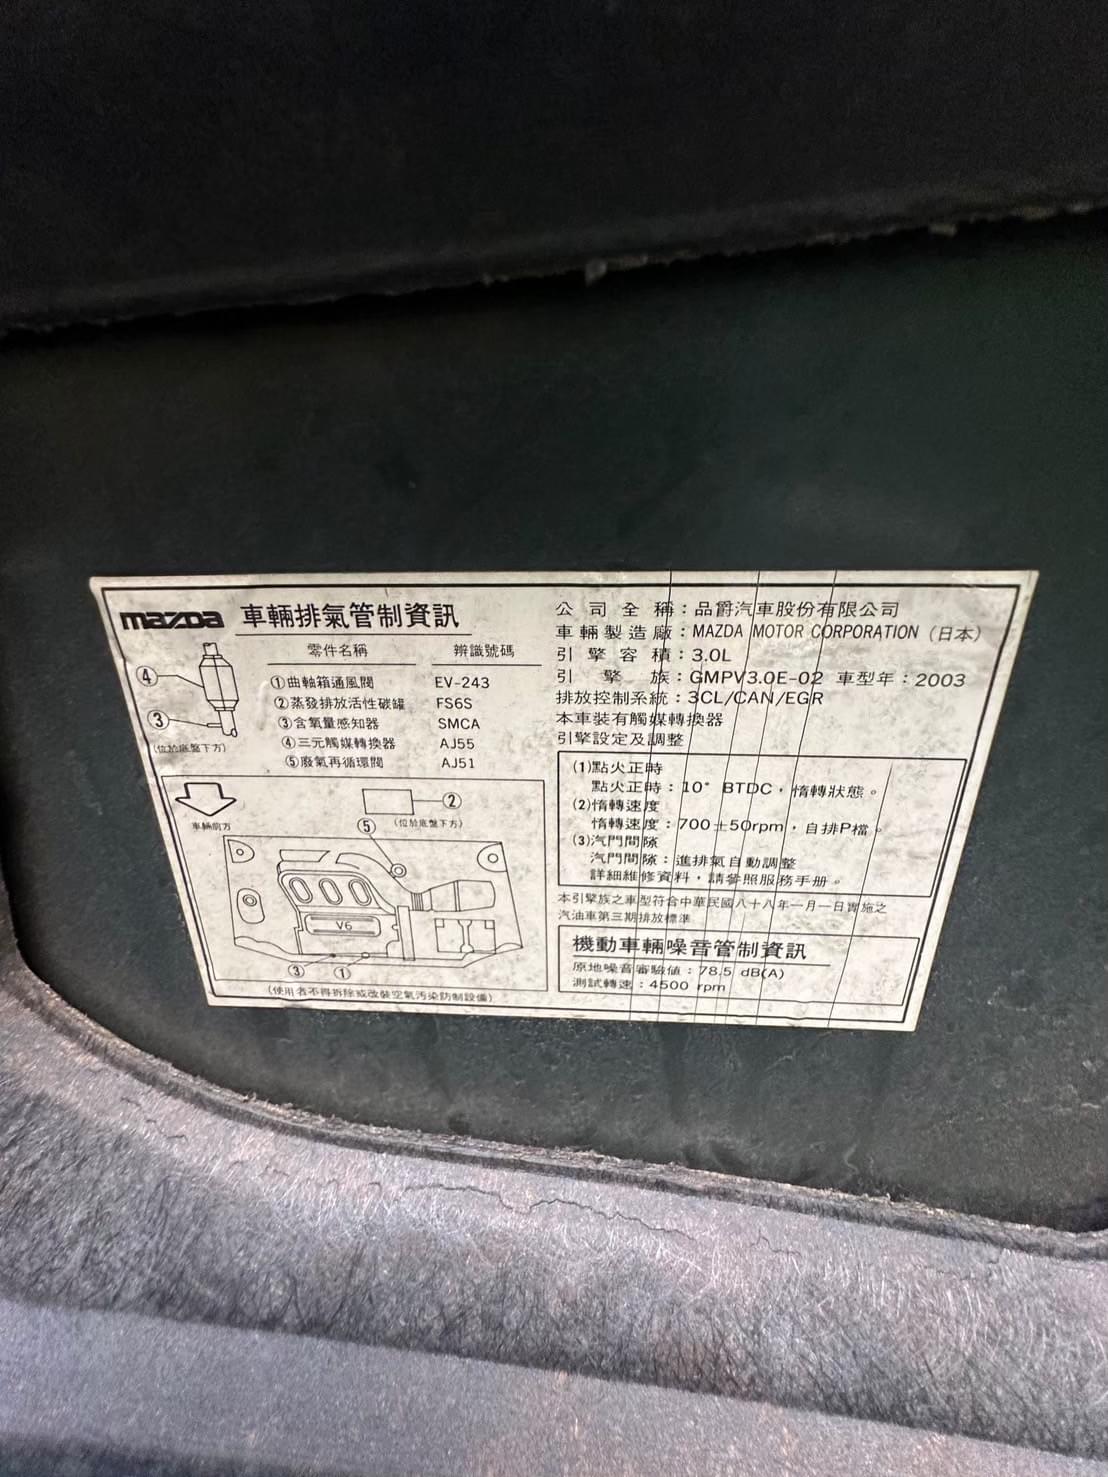 mazda 車輛排氣管制資訊
零件名稱 辨識號碼
①曲軸箱通風閥 EV-243
②蒸發排放活性碳罐 FS6S
③含氧量感知器 SMCA
④三元觸媒轉換器 AJ55
⑤廢氣再循環閥 AJ51
④
③
(位於底盤下方)
車輛前方
②
(位於底盤下方)
⑤
V6
③ ①
(使用者不得拆除或改裝空氣污染防制設備)
公司全稱：品爵汽車股份有限公司
車輛製造廠：MAZDA MOTOR CORPORATION (日本)
引擎容積：3.0L
引擎族：GMPV3.0E-02 車型年：2003
排放控制系統：3CL/CAN/EGR
本車裝有觸媒轉換器
引擎設定及調整
(1)點火正時
點火正時：10° BTDC，惰轉狀態。
(2)惰轉速度
惰轉速度：700±50rpm，自排P檔。
(3)汽門間隙
汽門間隙：進排氣自動調整
詳細維修資料，請參照服務手册。
本引擎族之車型符合中華民國八十八年一月一日實施之
汽油車第三期排放標準
機動車輛噪音管制資訊
原地噪音審驗值：78.5 dB(A)
測試轉速：4500 rpm